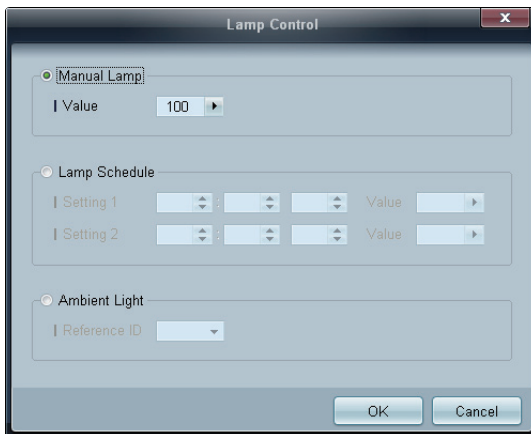 Lamp Control
x
Manual Lamp
Value 100
Lamp Schedule
Setting 1 : Value
Setting 2 : Value
Ambient Light
Reference ID
OK Cancel